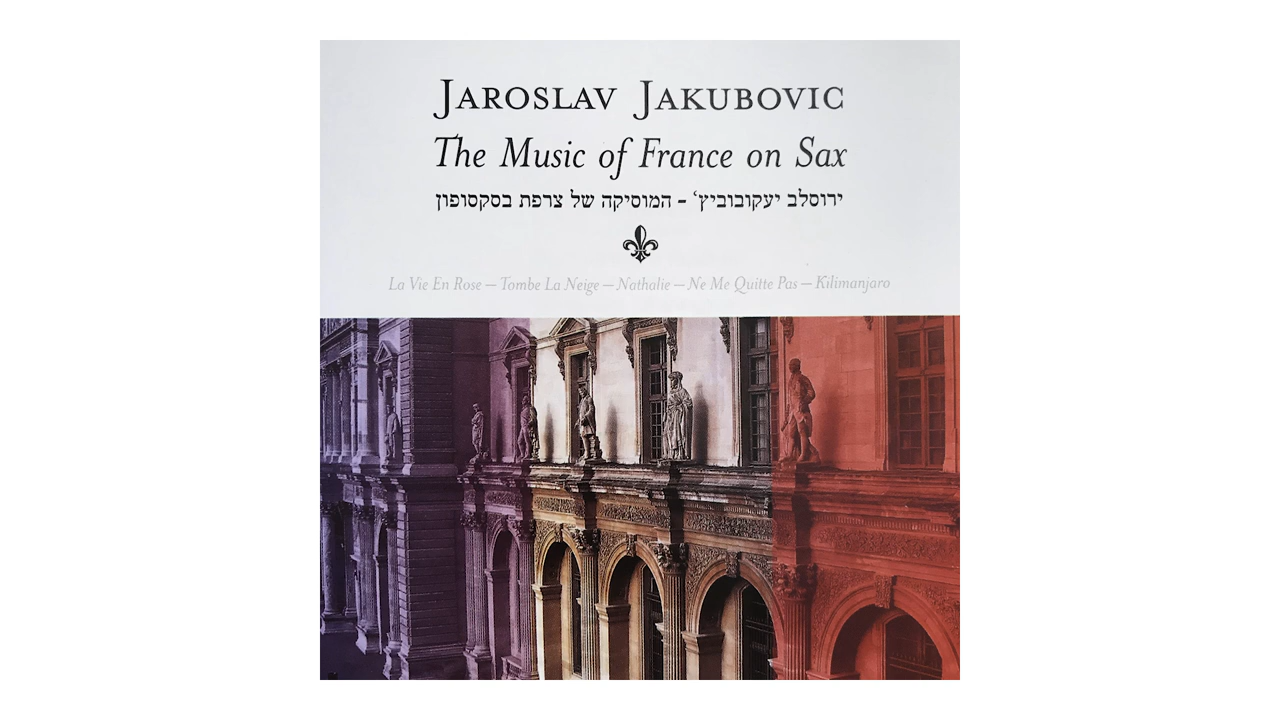 JAROSLAV JAKUBOVIC
The Music of France on Sax
ירוסלב יעקובוביץ׳ - המוסיקה של צרפת בסקסופון
La Vie En Rose — Tombe La Neige — Nathalie — Ne Me Quitte Pas — Kilimanjaro